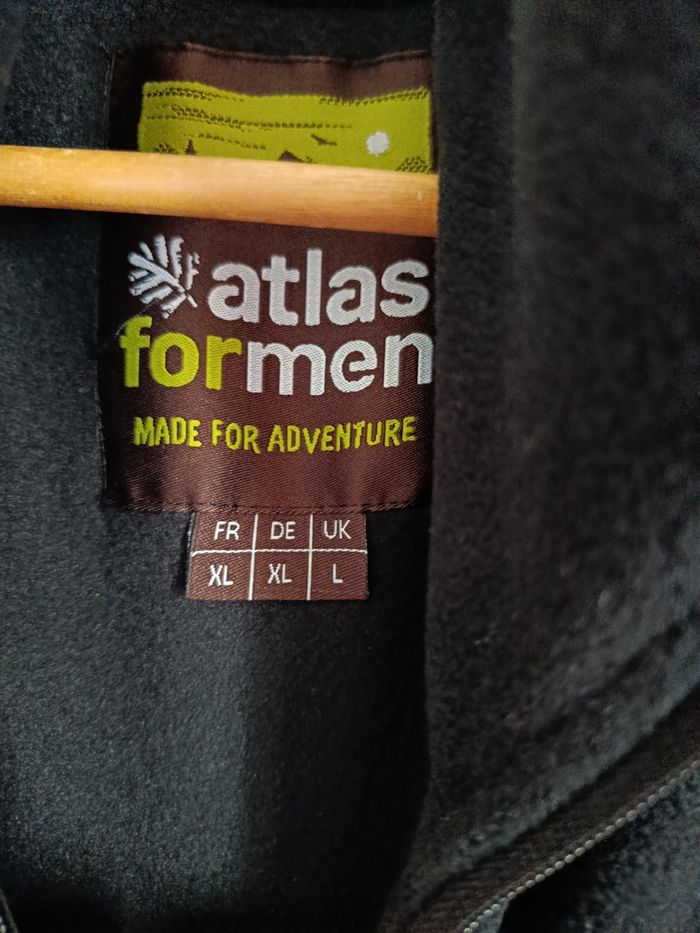 atlas
formen
MADE FOR ADVENTURE
FR DE UK
XL XL L